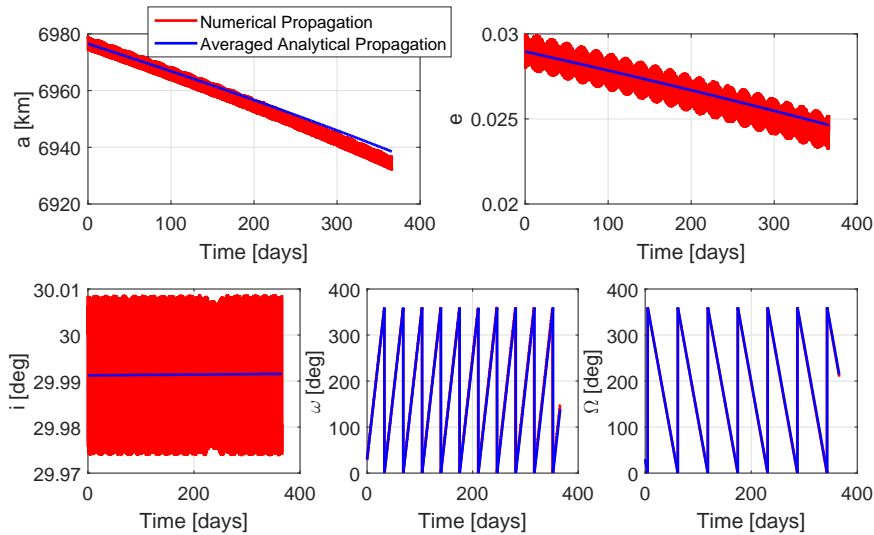 Numerical Propagation
Averaged Analytical Propagation
6980
6960
6940
6920
a [km]
0 100 200 300 400
Time [days]
0.03
0.025
0.02
e
0 100 200 300 400
Time [days]
30.01
30
29.99
29.98
29.97
i [deg]
0 200 400
Time [days]
400
300
200
100
0
ω [deg]
0 200 400
Time [days]
400
300
200
100
0
Ω [deg]
0 200 400
Time [days]